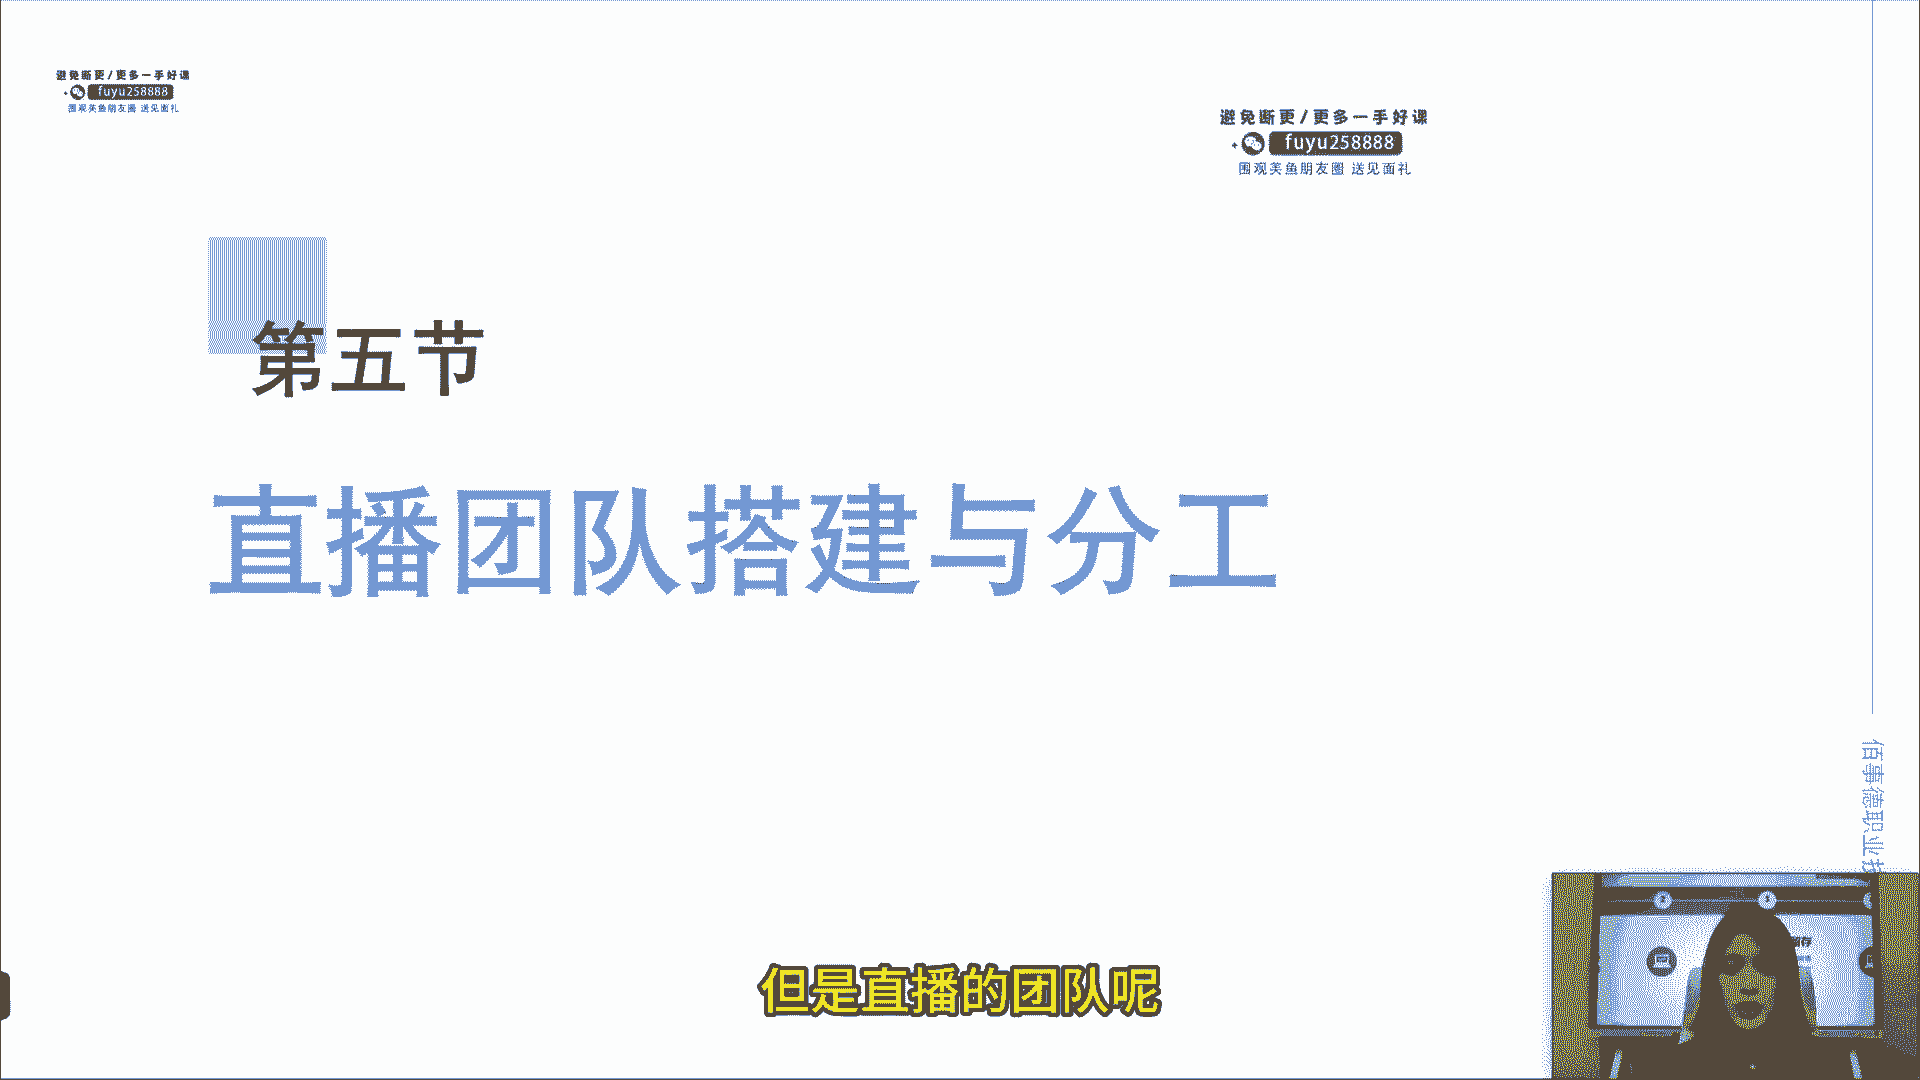 避免断更/更多一手好课
fuyu258888
围观芙鱼朋友圈 送见面礼
避免断更/更多一手好课
fuyu258888
围观芙鱼朋友圈 送见面礼
第五节
直播团队搭建与分工
佰事德职业技
但是直播的团队呢